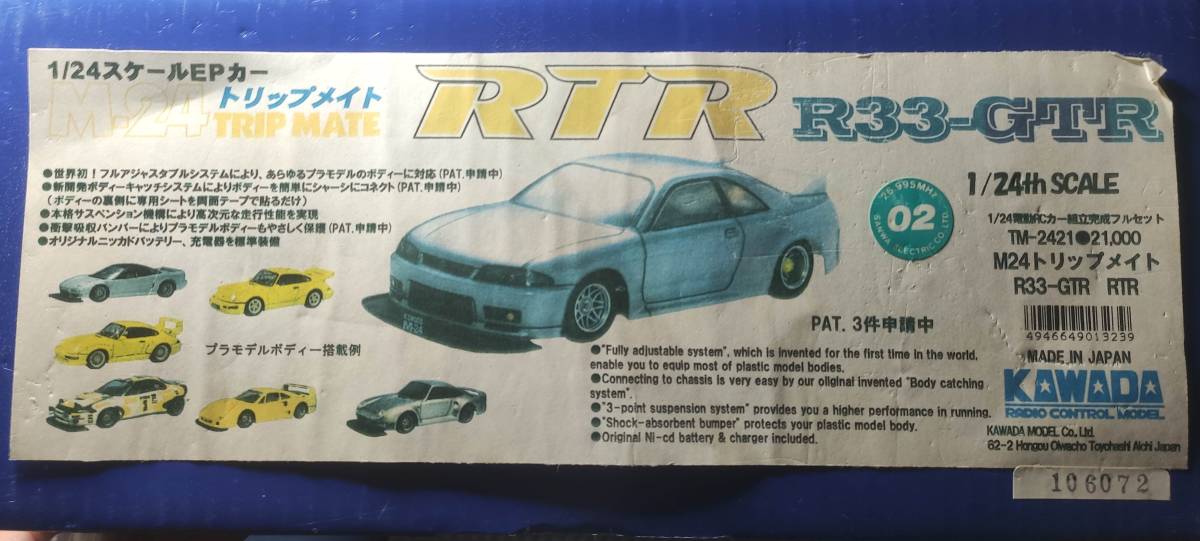 1/24スケールEPカー
M-24 トリップメイト
TRIP MATE
RTR
R33-GTR
●世界初!フルアジャスタブルシステムにより、あらゆるプラモデルのボディーに対応(PAT.申請中)
●新開発ボディーキャッチシステムによりボディーを簡単にシャーシにコネクト(PAT.申請中)
(ボディーの裏側に専用シートを両面テープで貼るだけ)
●本格サスペンション機構により高次元な走行性能を実現
●衝撃吸収バンパーによりプラモデルボディーもやさしく保護(PAT.申請中)
●オリジナルニッカドバッテリー、充電器を標準装備
プラモデルボディー搭載例
M-24
25.995MHz
02
SANWA ELECTRIC CO.LTD.
PAT. 3件申請中
●"Fully adjustable system", which is invented for the first time in the world,
enable you to equip most of plastic model bodies.
●Connecting to chassis is very easy by our oliginal invented "Body catching
system".
●"3-point suspension system" provides you a higher performance in running.
●"Shock-absorbent bumper" protects your plastic model body.
●Original Ni-cd battery & charger included.
1/24th SCALE
1/24電動RCカー組立完成フルセット
TM-2421●21,000
M24トリップメイト
R33-GTR RTR
4946649013239
MADE IN JAPAN
KAWADA
RADIO CONTROL MODEL
KAWADA MODEL Co., Ltd.
62-2 Hongou Oiwacho Toyohashi Aichi Japan
106072